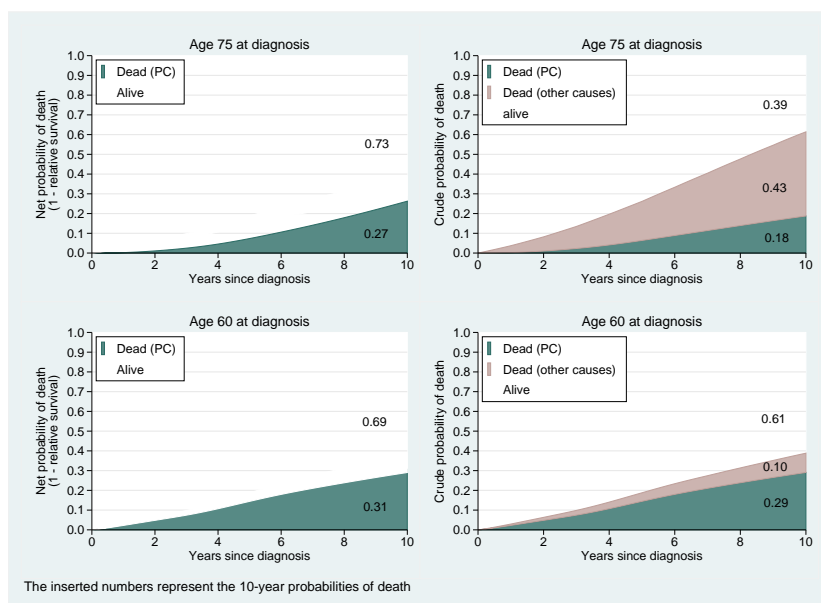 Age 75 at diagnosis
Net probability of death
(1 - relative survival)
1.0
0.9
0.8
0.7
0.6
0.5
0.4
0.3
0.2
0.1
0.0
Dead (PC)
Alive
0.73
0.27
0 2 4 6 8 10
Years since diagnosis
Age 75 at diagnosis
Crude probability of death
1.0
0.9
0.8
0.7
0.6
0.5
0.4
0.3
0.2
0.1
0.0
Dead (PC)
Dead (other causes)
alive
0.39
0.43
0.18
0 2 4 6 8 10
Years since diagnosis
Age 60 at diagnosis
Net probability of death
(1 - relative survival)
1.0
0.9
0.8
0.7
0.6
0.5
0.4
0.3
0.2
0.1
0.0
Dead (PC)
Alive
0.69
0.31
0 2 4 6 8 10
Years since diagnosis
Age 60 at diagnosis
Crude probability of death
1.0
0.9
0.8
0.7
0.6
0.5
0.4
0.3
0.2
0.1
0.0
Dead (PC)
Dead (other causes)
Alive
0.61
0.10
0.29
0 2 4 6 8 10
Years since diagnosis
The inserted numbers represent the 10-year probabilities of death